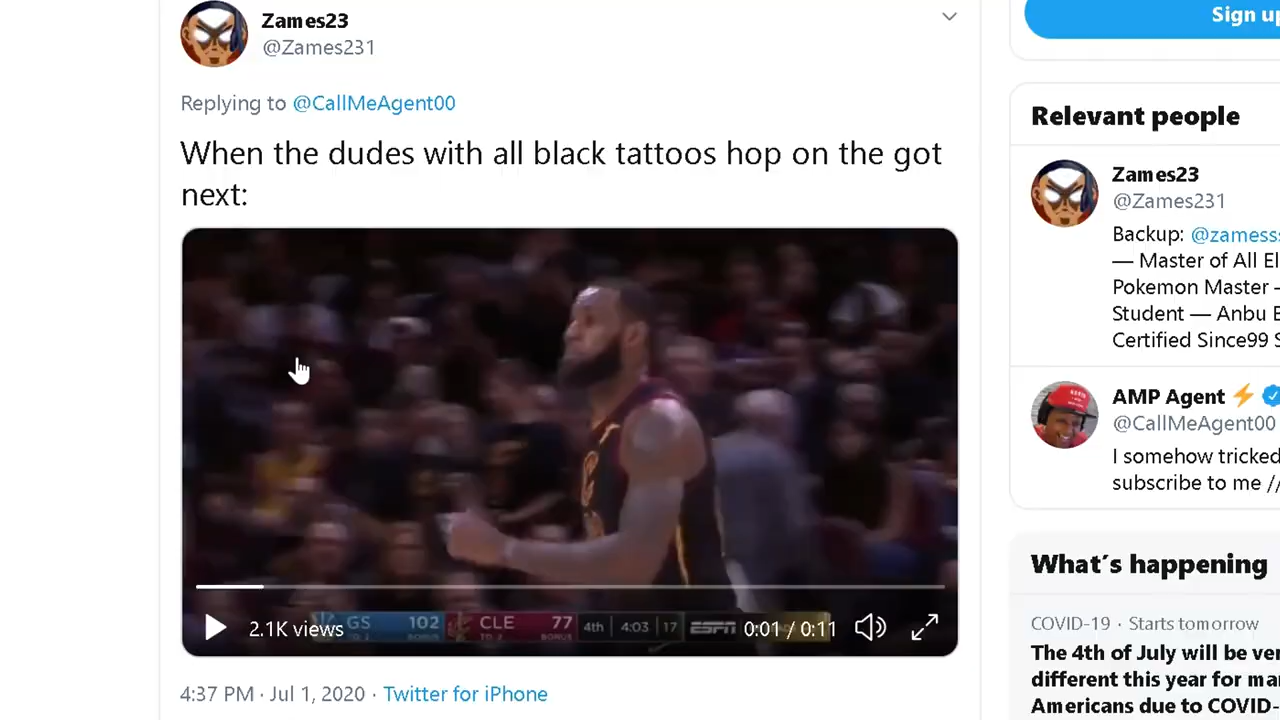 Zames23
@Zames231
Replying to @CallMeAgent00
When the dudes with all black tattoos hop on the got
next:
2.1K views
GS 102
BONUS
CLE 77
BONUS
4th 4:03 17
ESPN
0:01 / 0:11
4:37 PM · Jul 1, 2020 · Twitter for iPhone
Sign up
Relevant people
Zames23
@Zames231
Backup: @zamess
— Master of All El
Pokemon Master -
Student — Anbu B
Certified Since99 S
AMP Agent ⚡
@CallMeAgent00
I somehow tricked
subscribe to me //
What's happening
COVID-19 · Starts tomorrow
The 4th of July will be ver
different this year for mar
Americans due to COVID-